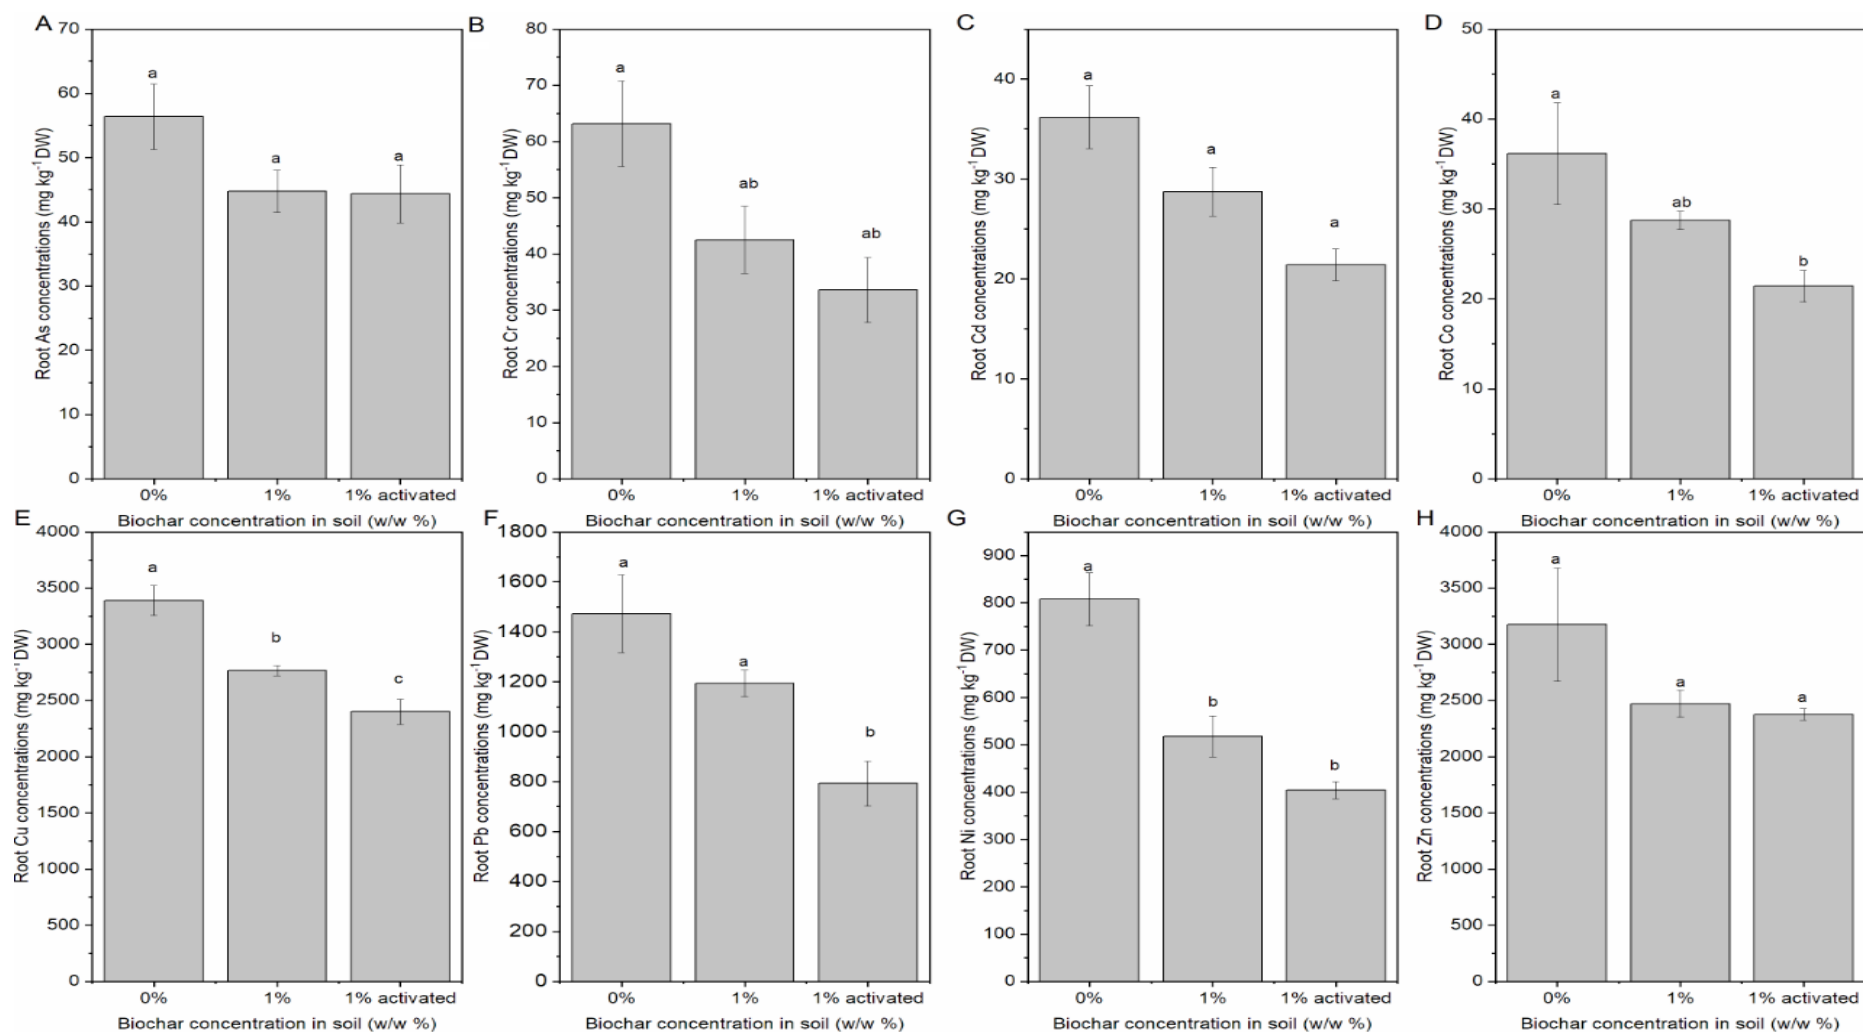 A
70
60
50
40
30
20
10
0
Root As concentrations (mg kg-1 DW)
a
a
a
0%
1%
1% activated
Biochar concentration in soil (w/w %)
B
80
70
60
50
40
30
20
10
0
Root Cr concentrations (mg kg-1 DW)
a
ab
ab
0%
1%
1% activated
Biochar concentration in soil (w/w %)
C
40
30
20
10
0
Root Cd concentrations (mg kg-1 DW)
a
a
a
0%
1%
1% activated
Biochar concentration in soil (w/w %)
D
50
40
30
20
10
0
Root Co concentrations (mg kg-1 DW)
a
ab
b
0%
1%
1% activated
Biochar concentration in soil (w/w %)
E
4000
3500
3000
2500
2000
1500
1000
500
0
Root Cu concentrations (mg kg-1 DW)
a
b
c
0%
1%
1% activated
Biochar concentration in soil (w/w %)
F
1800
1600
1400
1200
1000
800
600
400
200
0
Root Pb concentrations (mg kg-1 DW)
a
a
b
0%
1%
1% activated
Biochar concentration in soil (w/w %)
G
900
800
700
600
500
400
300
200
100
0
Root Ni concentrations (mg kg-1 DW)
a
b
b
0%
1%
1% activated
Biochar concentration in soil (w/w %)
H
4000
3500
3000
2500
2000
1500
1000
500
0
Root Zn concentrations (mg kg-1 DW)
a
a
a
0%
1%
1% activated
Biochar concentration in soil (w/w %)